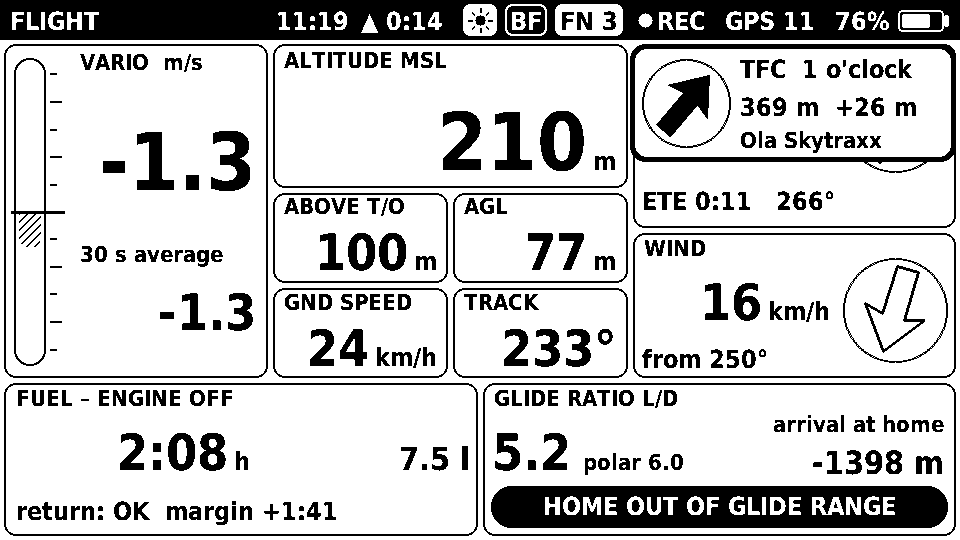 FLIGHT 11:19 ▲ 0:14 BF FN 3 REC GPS 11 76%
VARIO m/s
-1.3
30 s average
-1.3
ALTITUDE MSL
210 m
ABOVE T/O
100 m
AGL
77 m
GND SPEED
24 km/h
TRACK
233°
TFC 1 o'clock
369 m +26 m
Ola Skytraxx
ETE 0:11 266°
WIND
16 km/h
from 250°
FUEL – ENGINE OFF
2:08 h 7.5 l
return: OK margin +1:41
GLIDE RATIO L/D
5.2 polar 6.0
arrival at home
-1398 m
HOME OUT OF GLIDE RANGE